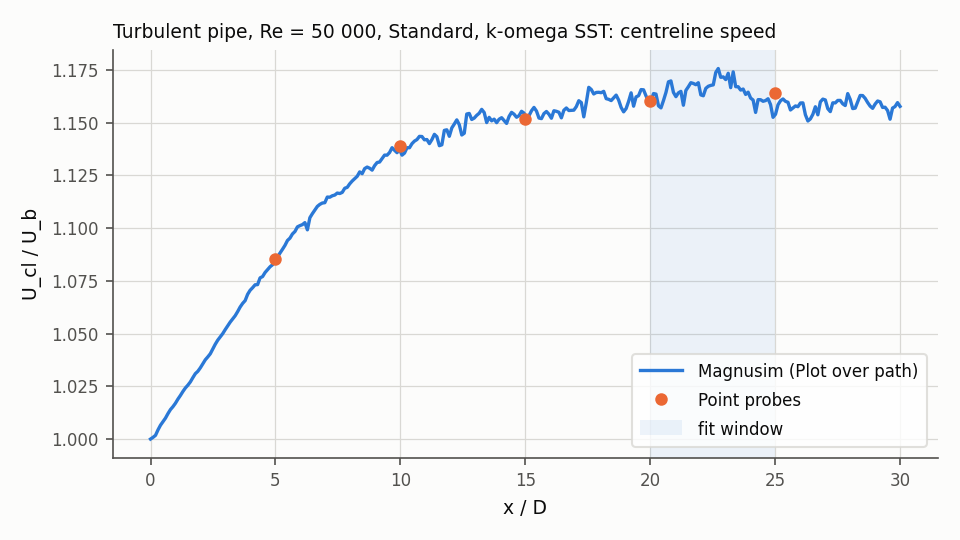 Turbulent pipe, Re = 50 000, Standard, k-omega SST: centreline speed
U_cl / U_b
1.175
1.150
1.125
1.100
1.075
1.050
1.025
1.000
Magnusim (Plot over path)
Point probes
fit window
0 5 10 15 20 25 30
x / D